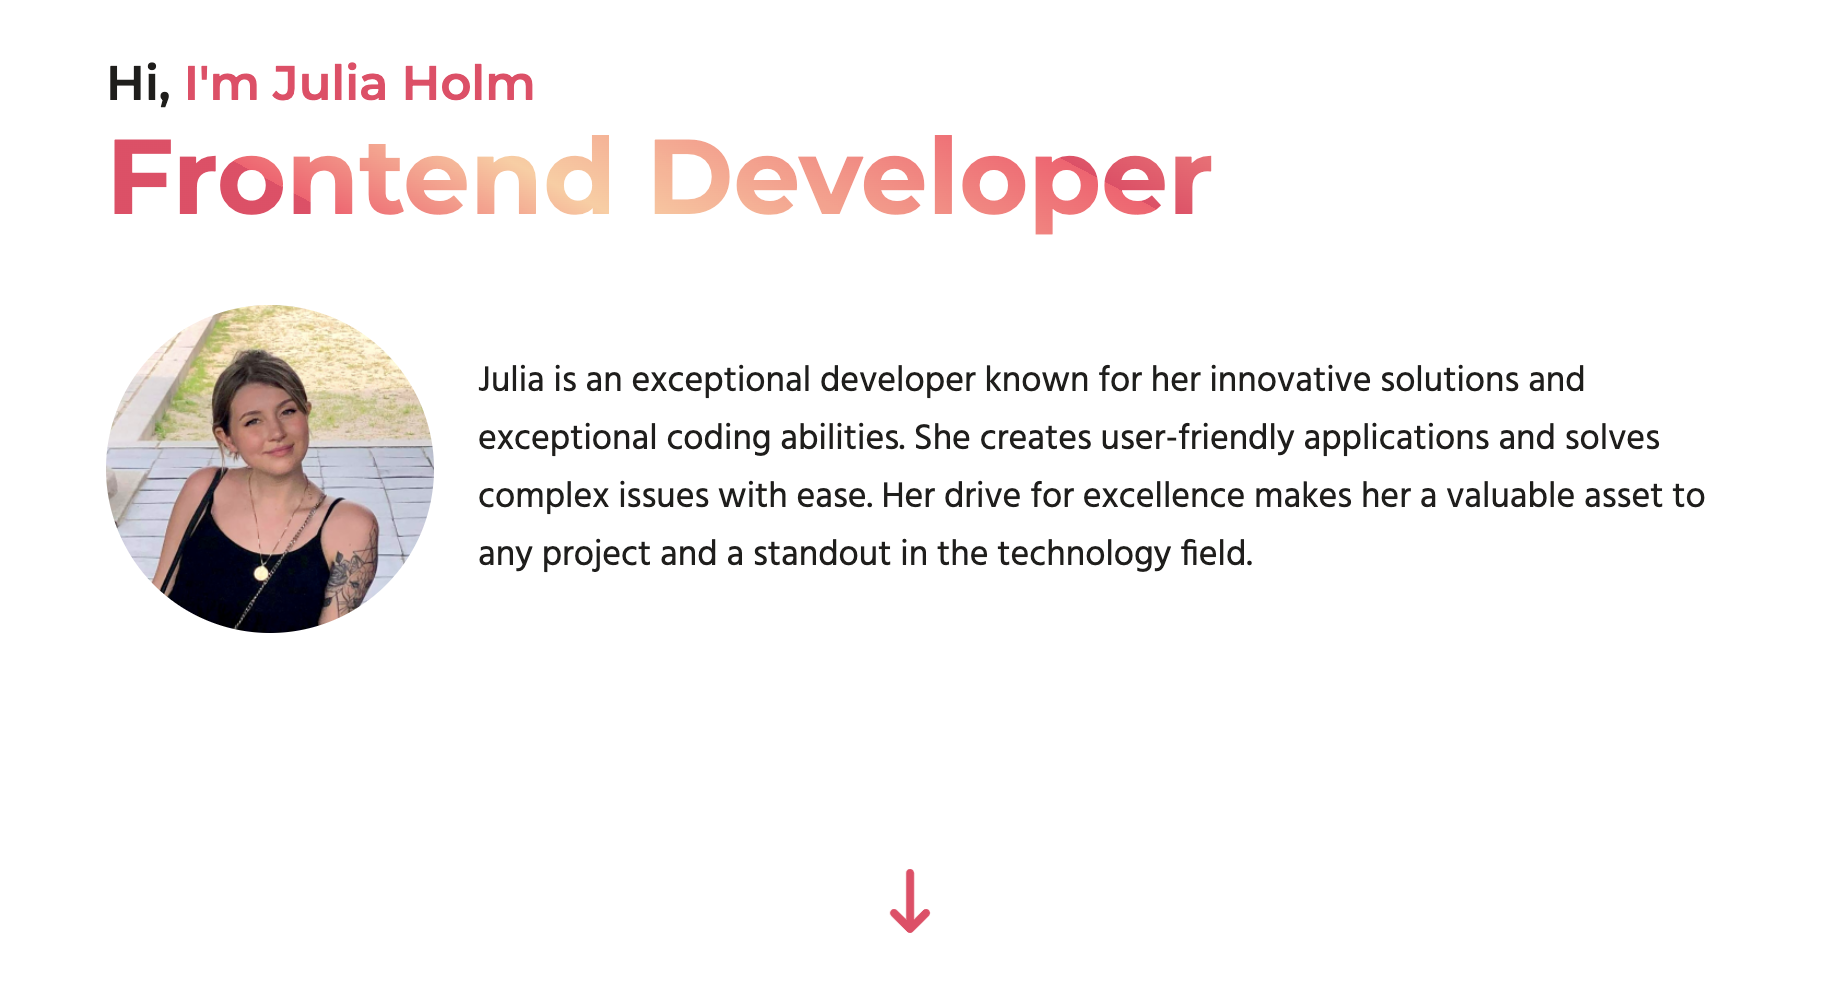 Hi, I'm Julia Holm
Frontend Developer
Julia is an exceptional developer known for her innovative solutions and
exceptional coding abilities. She creates user-friendly applications and solves
complex issues with ease. Her drive for excellence makes her a valuable asset to
any project and a standout in the technology field.